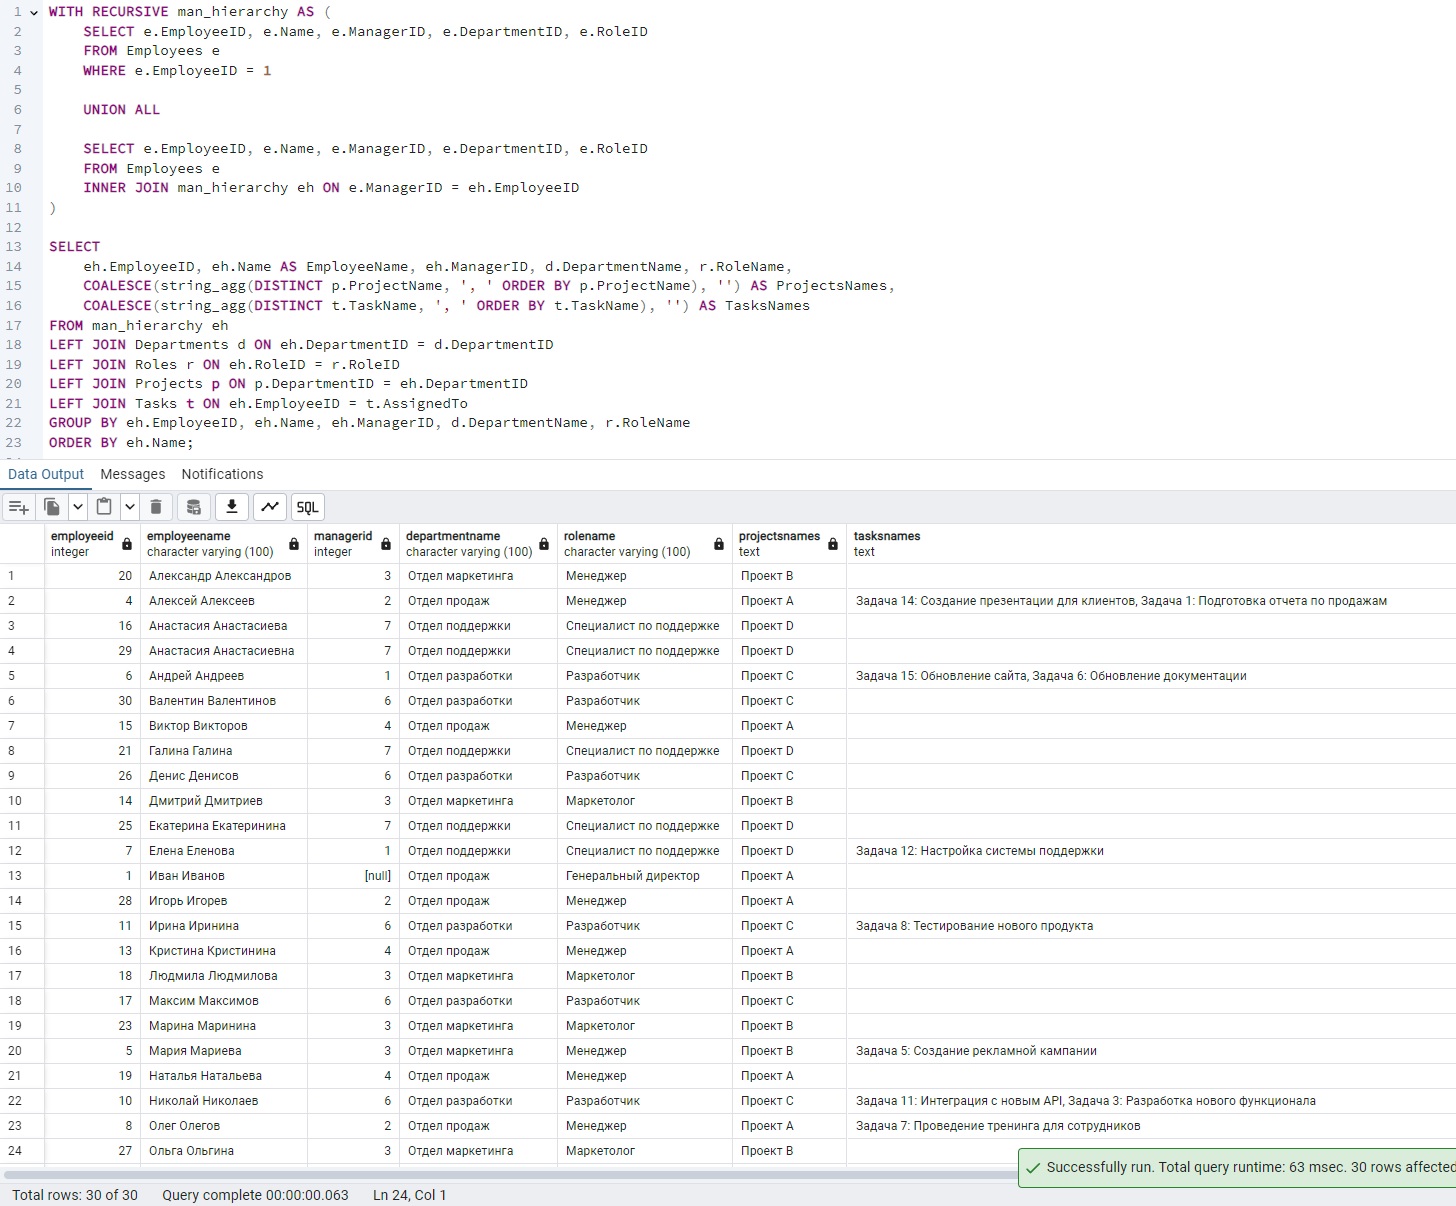 1 WITH RECURSIVE man_hierarchy AS (
2 SELECT e.EmployeeID, e.Name, e.ManagerID, e.DepartmentID, e.RoleID
3 FROM Employees e
4 WHERE e.EmployeeID = 1
5
6 UNION ALL
7
8 SELECT e.EmployeeID, e.Name, e.ManagerID, e.DepartmentID, e.RoleID
9 FROM Employees e
10 INNER JOIN man_hierarchy eh ON e.ManagerID = eh.EmployeeID
11 )
12
13 SELECT
14 eh.EmployeeID, eh.Name AS EmployeeName, eh.ManagerID, d.DepartmentName, r.RoleName,
15 COALESCE(string_agg(DISTINCT p.ProjectName, ', ' ORDER BY p.ProjectName), '') AS ProjectsNames,
16 COALESCE(string_agg(DISTINCT t.TaskName, ', ' ORDER BY t.TaskName), '') AS TasksNames
17 FROM man_hierarchy eh
18 LEFT JOIN Departments d ON eh.DepartmentID = d.DepartmentID
19 LEFT JOIN Roles r ON eh.RoleID = r.RoleID
20 LEFT JOIN Projects p ON p.DepartmentID = eh.DepartmentID
21 LEFT JOIN Tasks t ON eh.EmployeeID = t.AssignedTo
22 GROUP BY eh.EmployeeID, eh.Name, eh.ManagerID, d.DepartmentName, r.RoleName
23 ORDER BY eh.Name;
Data Output Messages Notifications
SQL
employeeid employeename managerid departmentname rolename projectsnames tasksnames
integer character varying (100) integer character varying (100) character varying (100) text text
1 20 Александр Александров 3 Отдел маркетинга Менеджер Проект B
2 4 Алексей Алексеев 2 Отдел продаж Менеджер Проект A Задача 14: Создание презентации для клиентов, Задача 1: Подготовка отчета по продажам
3 16 Анастасия Анастасиева 7 Отдел поддержки Специалист по поддержке Проект D
4 29 Анастасия Анастасиевна 7 Отдел поддержки Специалист по поддержке Проект D
5 6 Андрей Андреев 1 Отдел разработки Разработчик Проект C Задача 15: Обновление сайта, Задача 6: Обновление документации
6 30 Валентин Валентинов 6 Отдел разработки Разработчик Проект C
7 15 Виктор Викторов 4 Отдел продаж Менеджер Проект A
8 21 Галина Галина 7 Отдел поддержки Специалист по поддержке Проект D
9 26 Денис Денисов 6 Отдел разработки Разработчик Проект C
10 14 Дмитрий Дмитриев 3 Отдел маркетинга Маркетолог Проект B
11 25 Екатерина Екатеринина 7 Отдел поддержки Специалист по поддержке Проект D
12 7 Елена Еленова 1 Отдел поддержки Специалист по поддержке Проект D Задача 12: Настройка системы поддержки
13 1 Иван Иванов [null] Отдел продаж Генеральный директор Проект A
14 28 Игорь Игорев 2 Отдел продаж Менеджер Проект A
15 11 Ирина Иринина 6 Отдел разработки Разработчик Проект C Задача 8: Тестирование нового продукта
16 13 Кристина Кристинина 4 Отдел продаж Менеджер Проект A
17 18 Людмила Людмилова 3 Отдел маркетинга Маркетолог Проект B
18 17 Максим Максимов 6 Отдел разработки Разработчик Проект C
19 23 Марина Маринина 3 Отдел маркетинга Маркетолог Проект B
20 5 Мария Мариева 3 Отдел маркетинга Менеджер Проект B Задача 5: Создание рекламной кампании
21 19 Наталья Натальева 4 Отдел продаж Менеджер Проект A
22 10 Николай Николаев 6 Отдел разработки Разработчик Проект C Задача 11: Интеграция с новым API, Задача 3: Разработка нового функционала
23 8 Олег Олегов 2 Отдел продаж Менеджер Проект A Задача 7: Проведение тренинга для сотрудников
24 27 Ольга Ольгина 3 Отдел маркетинга Маркетолог Проект B
Successfully run. Total query runtime: 63 msec. 30 rows affected
Total rows: 30 of 30 Query complete 00:00:00.063 Ln 24, Col 1